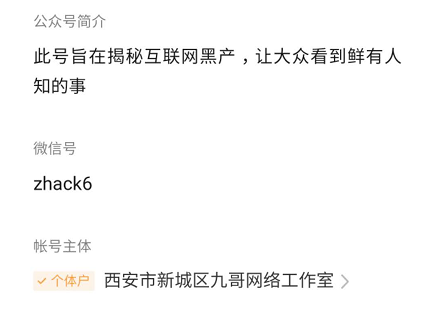 公众号简介
此号旨在揭秘互联网黑产，让大众看到鲜有人
知的事
微信号
zhack6
帐号主体
个体户 西安市新城区九哥网络工作室